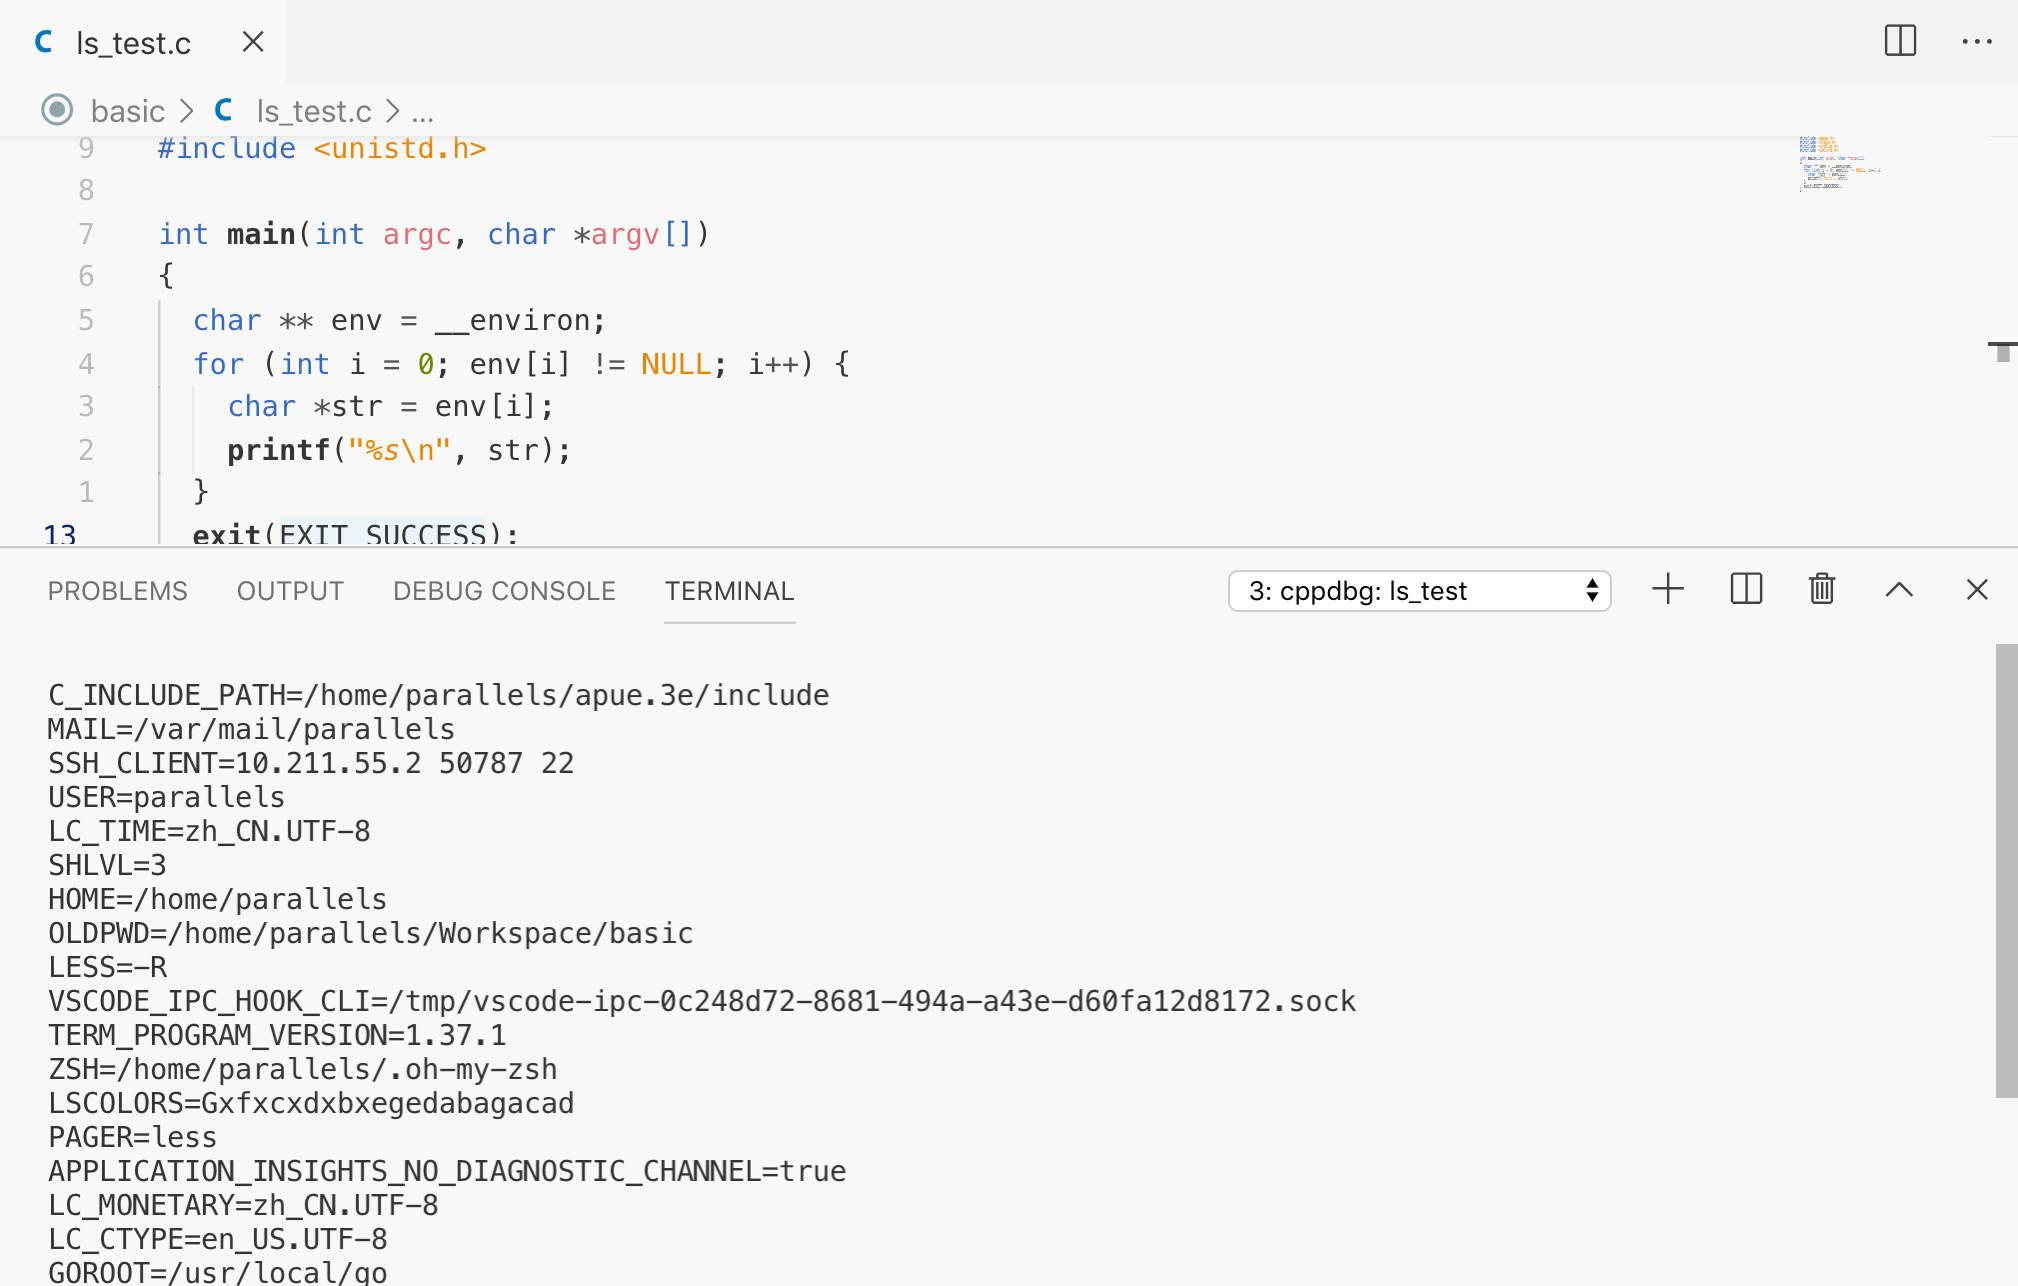 C ls_test.c
basic > C ls_test.c > ...
9 #include <unistd.h>
8
7 int main(int argc, char *argv[])
6 {
5 char ** env = __environ;
4 for (int i = 0; env[i] != NULL; i++) {
3 char *str = env[i];
2 printf("%s\n", str);
1 }
13 exit(EXIT_SUCCESS);
PROBLEMS OUTPUT DEBUG CONSOLE TERMINAL 3: cppdbg: ls_test
C_INCLUDE_PATH=/home/parallels/apue.3e/include
MAIL=/var/mail/parallels
SSH_CLIENT=10.211.55.2 50787 22
USER=parallels
LC_TIME=zh_CN.UTF-8
SHLVL=3
HOME=/home/parallels
OLDPWD=/home/parallels/Workspace/basic
LESS=-R
VSCODE_IPC_HOOK_CLI=/tmp/vscode-ipc-0c248d72-8681-494a-a43e-d60fa12d8172.sock
TERM_PROGRAM_VERSION=1.37.1
ZSH=/home/parallels/.oh-my-zsh
LSCOLORS=Gxfxcxdxbxegedabagacad
PAGER=less
APPLICATION_INSIGHTS_NO_DIAGNOSTIC_CHANNEL=true
LC_MONETARY=zh_CN.UTF-8
LC_CTYPE=en_US.UTF-8
GOROOT=/usr/local/go